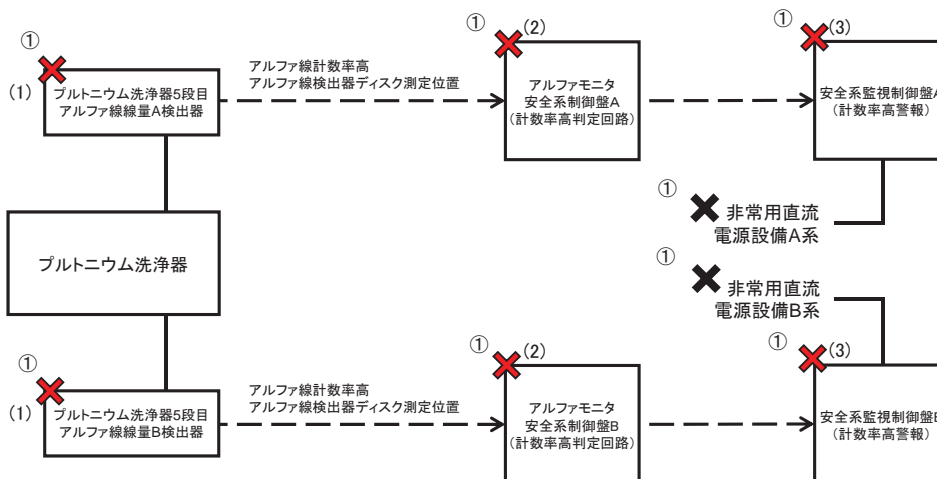 ①
(1)
プルトニウム洗浄器5段目
アルファ線線量A検出器
アルファ線計数率高
アルファ線検出器ディスク測定位置
①
(2)
アルファモニタ
安全系制御盤A
(計数率高判定回路)
①
(3)
安全系監視制御盤A
(計数率高警報)
①
非常用直流
電源設備A系
プルトニウム洗浄器
①
非常用直流
電源設備B系
①
(1)
プルトニウム洗浄器5段目
アルファ線線量B検出器
アルファ線計数率高
アルファ線検出器ディスク測定位置
①
(2)
アルファモニタ
安全系制御盤B
(計数率高判定回路)
①
(3)
安全系監視制御盤B
(計数率高警報)